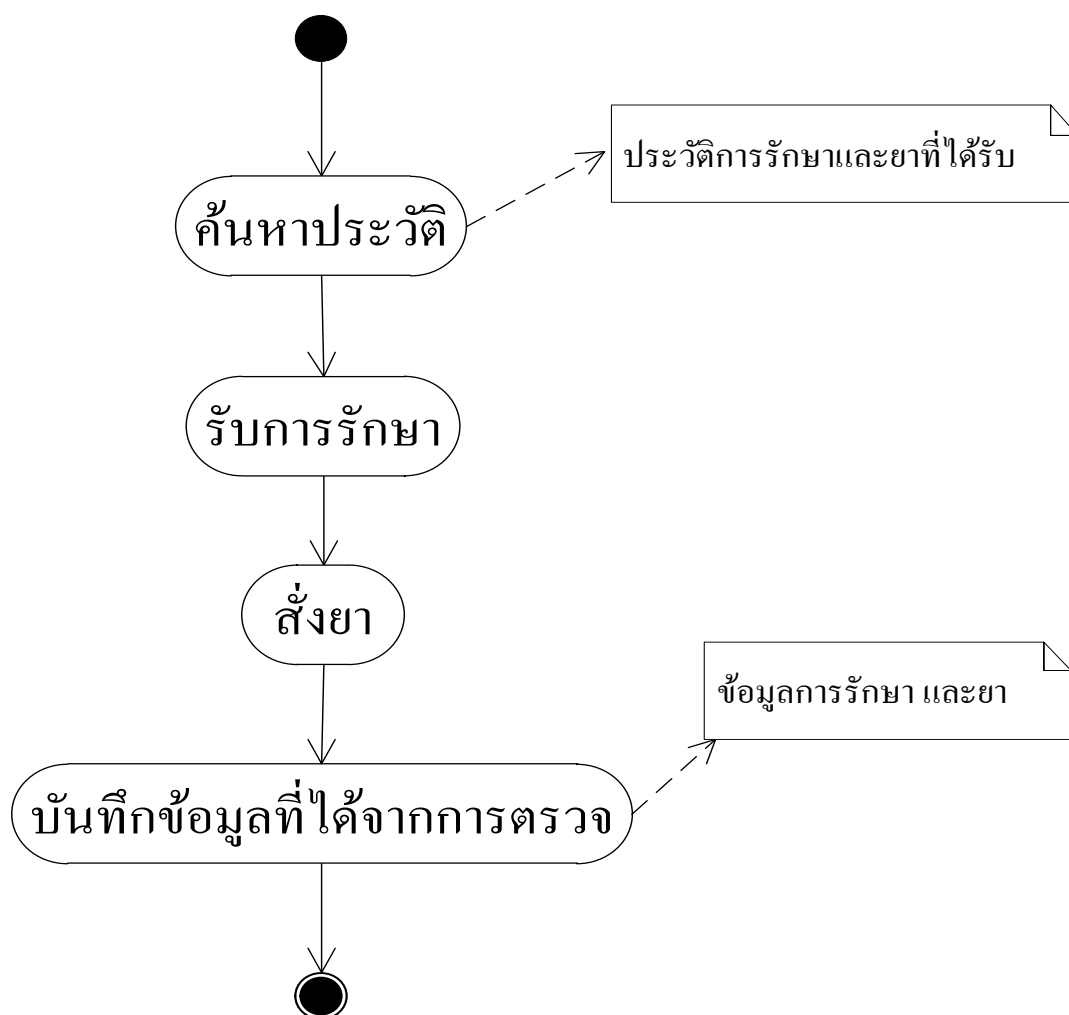 ประวัติการรักษาและยาที่ได้รับ
ค้นหาประวัติ
รับการรักษา
สั่งยา
ข้อมูลการรักษา และยา
บันทึกข้อมูลที่ได้จากการตรวจ